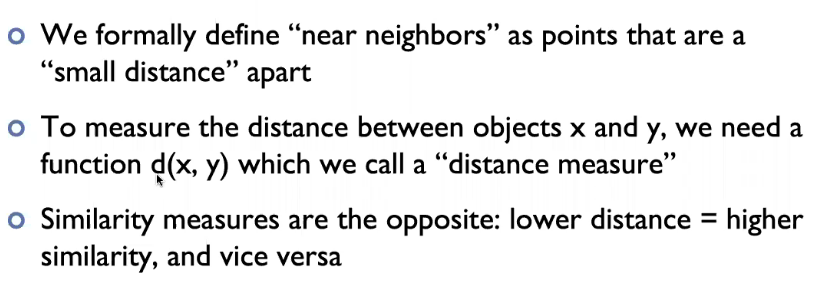 We formally define “near neighbors” as points that are a
“small distance” apart
To measure the distance between objects x and y, we need a
function d(x, y) which we call a “distance measure”
Similarity measures are the opposite: lower distance = higher
similarity, and vice versa